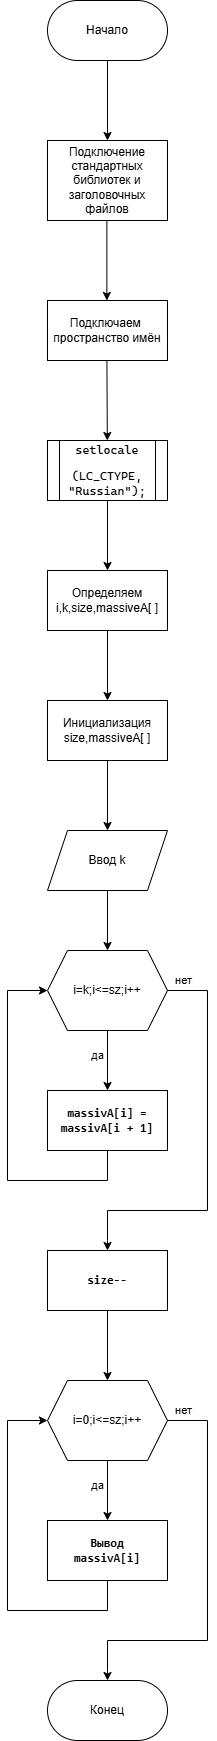 Начало
Подключение
стандартных
библиотек и
заголовочных
файлов
Подключаем
пространство имён
setlocale
(LC_CTYPE,
"Russian");
Определяем
i,k,size,massiveA[ ]
Инициализация
size,massiveA[ ]
Ввод k
i=k;i<=sz;i++
нет
да
massivA[i] =
massivA[i + 1]
size--
i=0;i<=sz;i++
нет
да
Вывод
massivA[i]
Конец